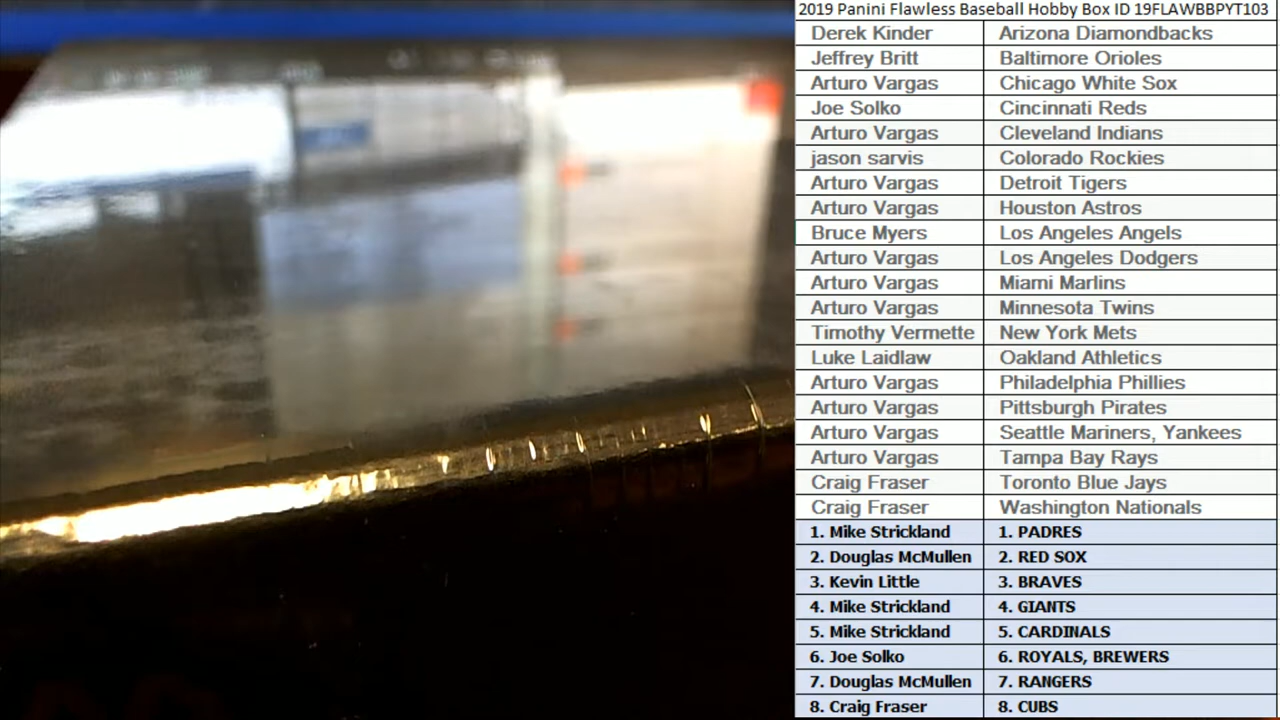 2019 Panini Flawless Baseball Hobby Box ID 19FLAWBBPYT103
Derek Kinder Arizona Diamondbacks
Jeffrey Britt Baltimore Orioles
Arturo Vargas Chicago White Sox
Joe Solko Cincinnati Reds
Arturo Vargas Cleveland Indians
jason sarvis Colorado Rockies
Arturo Vargas Detroit Tigers
Arturo Vargas Houston Astros
Bruce Myers Los Angeles Angels
Arturo Vargas Los Angeles Dodgers
Arturo Vargas Miami Marlins
Arturo Vargas Minnesota Twins
Timothy Vermette New York Mets
Luke Laidlaw Oakland Athletics
Arturo Vargas Philadelphia Phillies
Arturo Vargas Pittsburgh Pirates
Arturo Vargas Seattle Mariners, Yankees
Arturo Vargas Tampa Bay Rays
Craig Fraser Toronto Blue Jays
Craig Fraser Washington Nationals
1. Mike Strickland 1. PADRES
2. Douglas McMullen 2. RED SOX
3. Kevin Little 3. BRAVES
4. Mike Strickland 4. GIANTS
5. Mike Strickland 5. CARDINALS
6. Joe Solko 6. ROYALS, BREWERS
7. Douglas McMullen 7. RANGERS
8. Craig Fraser 8. CUBS